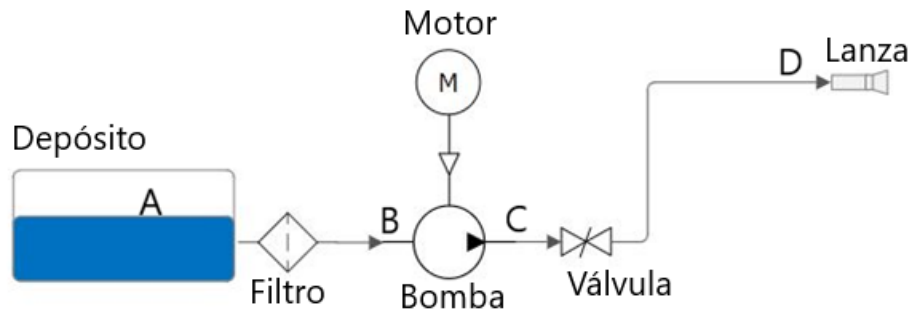 Motor
M
D
Lanza
Depósito
A
B
C
Filtro
Bomba
Válvula